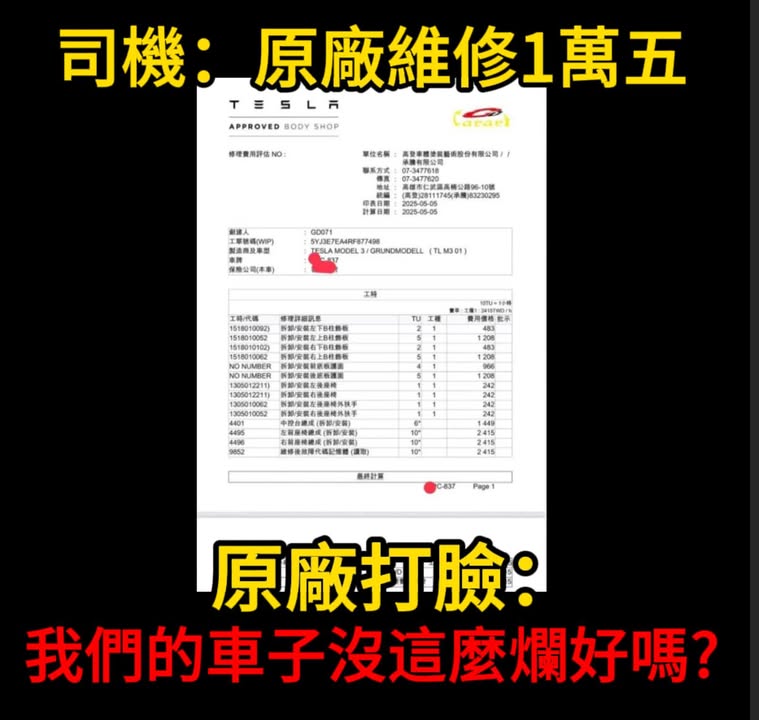 司機：原廠維修1萬五
TESLA
APPROVED BODY SHOP
修理費用評估 NO :
單位名稱 : 高登車體塗裝藝術股份有限公司 / /
承騰有限公司
聯系方式 : 07-3477618
傳真 : 07-3477620
地址 : 高雄市仁武區高楠公路96-10號
統編 : (高登)28111745(承騰)83230295
印表日期 : 2025-05-05
計算日期 : 2025-05-05
創建人 : GD071
工單號碼(WIP) : 5YJ3E7EA4RF877498
製造商及車型 : TESLA MODEL 3 / GRUNDMODELL ( TL M3 01 )
車牌 : C-837
保險公司(本車) :
工時
10TU = 1小時
工時/代碼 修理詳細訊息 TU 工種 費用價格 批示
1518010092) 拆卸/安裝左下B柱飾板 2 1 483
1518010052 拆卸/安裝左上B柱飾板 5 1 1 208
1518010102) 拆卸/安裝右下B柱飾板 2 1 483
1518010062 拆卸/安裝右上B柱飾板 5 1 1 208
NO NUMBER 拆卸/安裝前底板護面 4 1 966
NO NUMBER 拆卸/安裝後底板護面 5 1 1 208
1305012211) 拆卸/安裝左後座椅 1 1 242
1305012211) 拆卸/安裝右後座椅 1 1 242
1305010062 拆卸/安裝左後座椅外扶手 1 1 242
1305010052 拆卸/安裝右後座椅外扶手 1 1 242
4401 中控台總成 (拆卸/安裝) 6* 1 449
4495 左前座椅總成 (拆卸/安裝) 10* 2 415
4496 右前座椅總成 (拆卸/安裝) 10* 2 415
9852 維修後故障代碼記憶體 (讀取) 10* 2 415
最終計算
C-837 Page 1
原廠打臉：
我們的車子沒這麼爛好嗎?